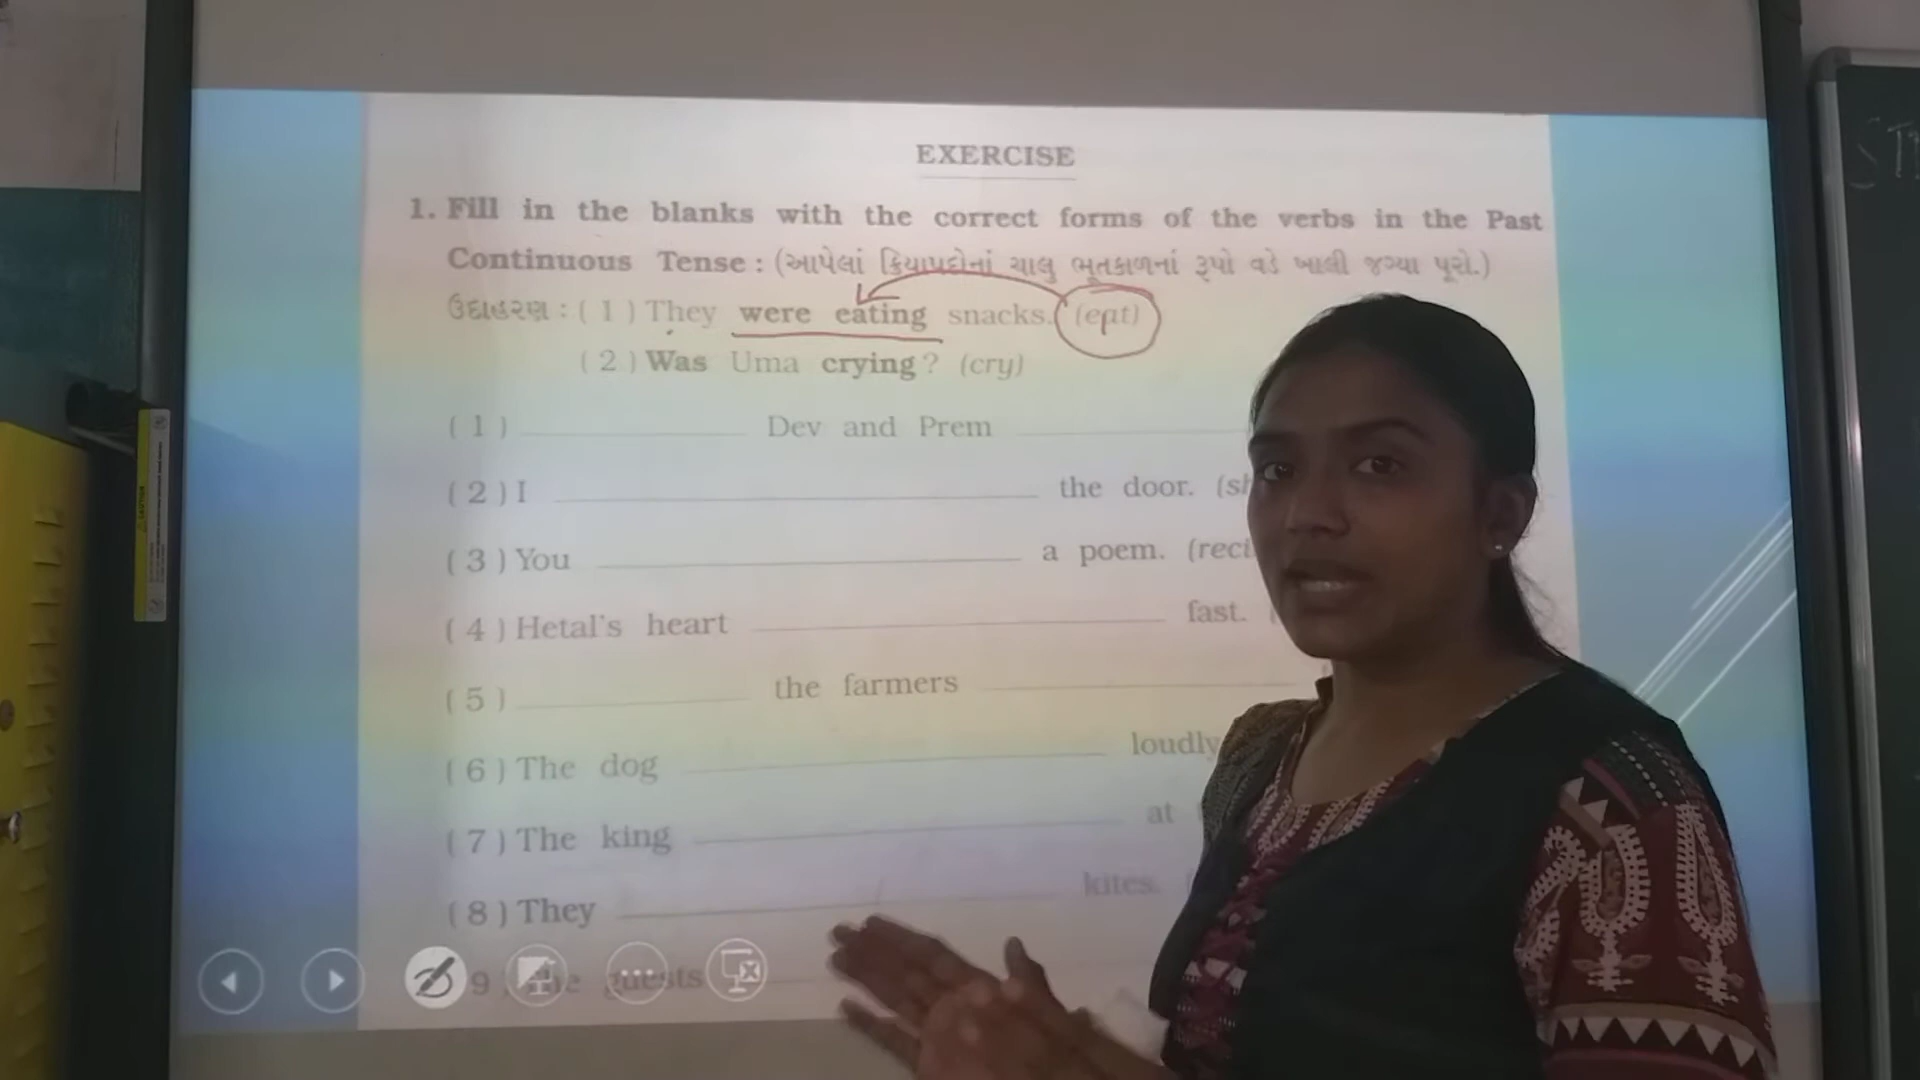 EXERCISE
1. Fill in the blanks with the correct forms of the verbs in the Past
Continuous Tense : (આપેલાં ક્રિયાપદોનાં ચાલુ ભૂતકાળનાં રૂપો વડે ખાલી જગ્યા પૂરો.)
ઉદાહરણ : ( 1 ) They were eating snacks. (eat)
( 2 ) Was Uma crying? (cry)
( 1 ) Dev and Prem
( 2 ) I the door.
( 3 ) You a poem.
( 4 ) Hetal's heart fast.
( 5 ) the farmers
( 6 ) The dog loudly
( 7 ) The king at
( 8 ) They kites.
9 guests
CAUTION